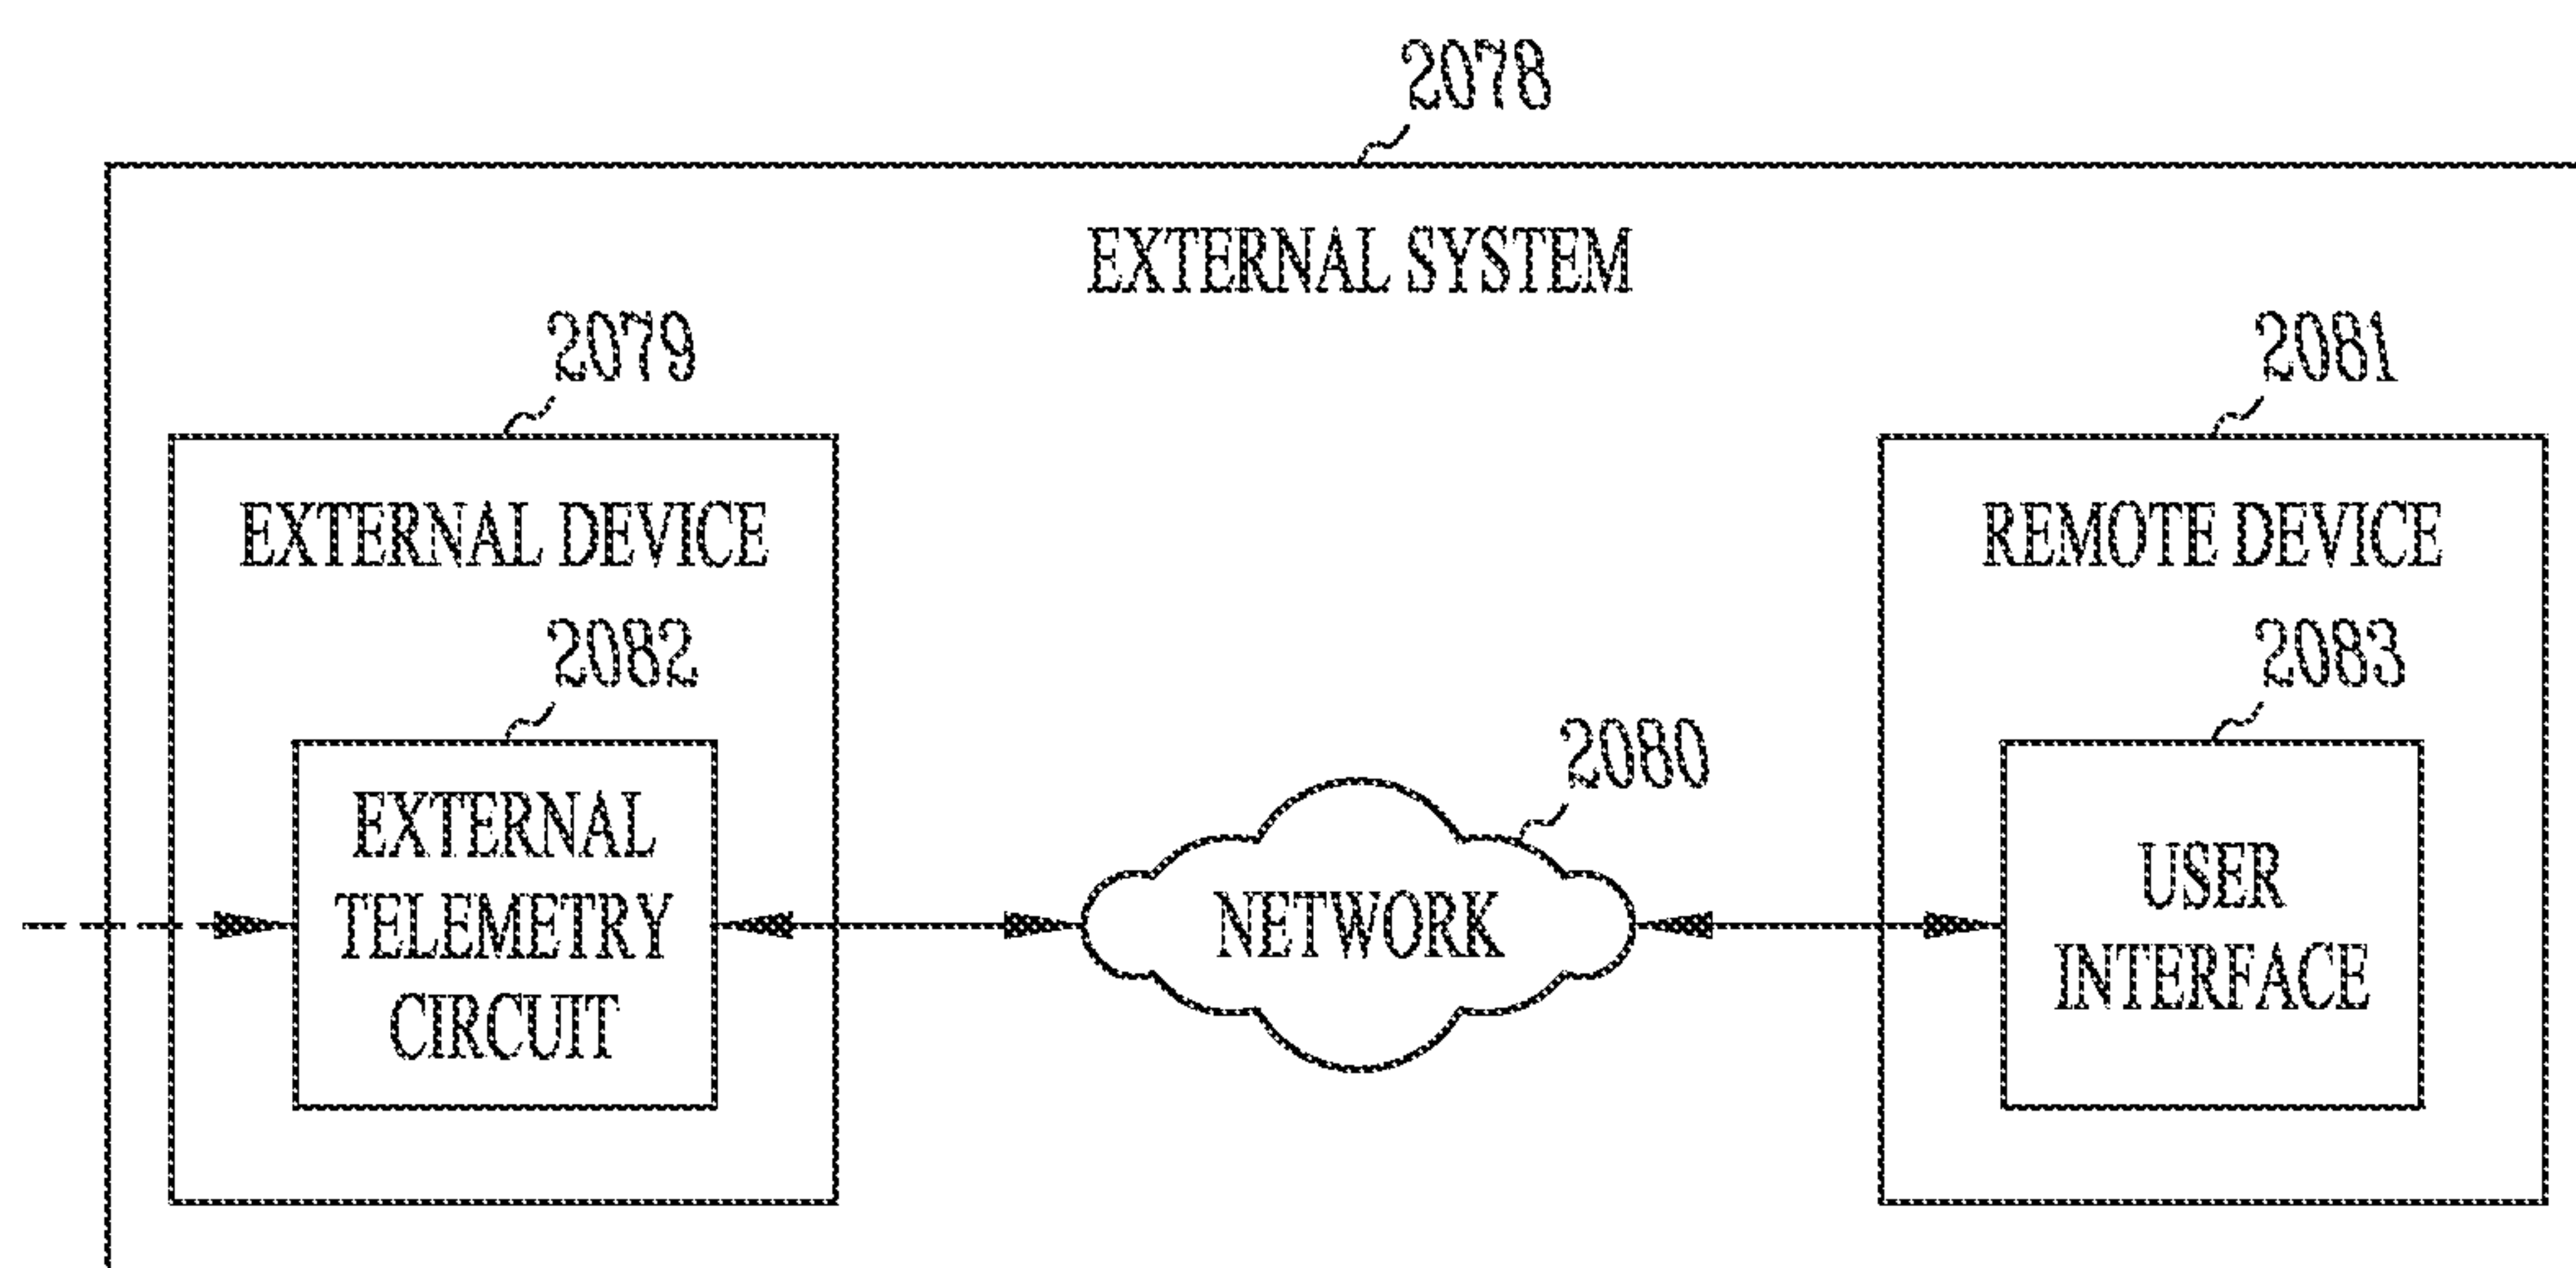 2078
EXTERNAL SYSTEM
2079
2081
EXTERNAL DEVICE
REMOTE DEVICE
2082
2083
2080
EXTERNAL
TELEMETRY
CIRCUIT
NETWORK
USER
INTERFACE